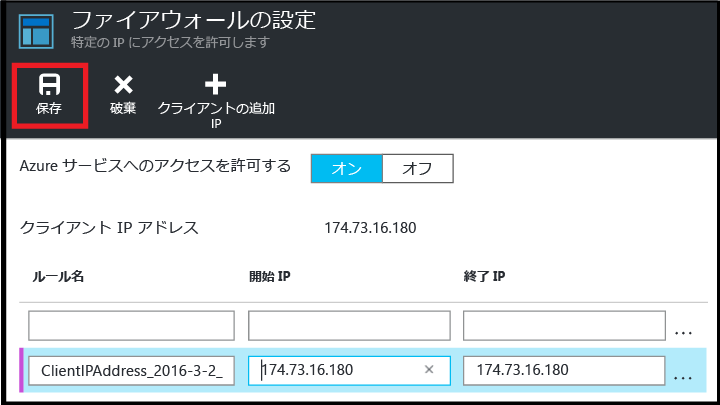 ファイアウォールの設定
特定の IP にアクセスを許可します
保存
破棄
クライアントの追加
IP
Azure サービスへのアクセスを許可する
オン
オフ
クライアント IP アドレス
174.73.16.180
ルール名
開始 IP
終了 IP
...
ClientIPAddress_2016-3-2_
174.73.16.180
×
174.73.16.180
...